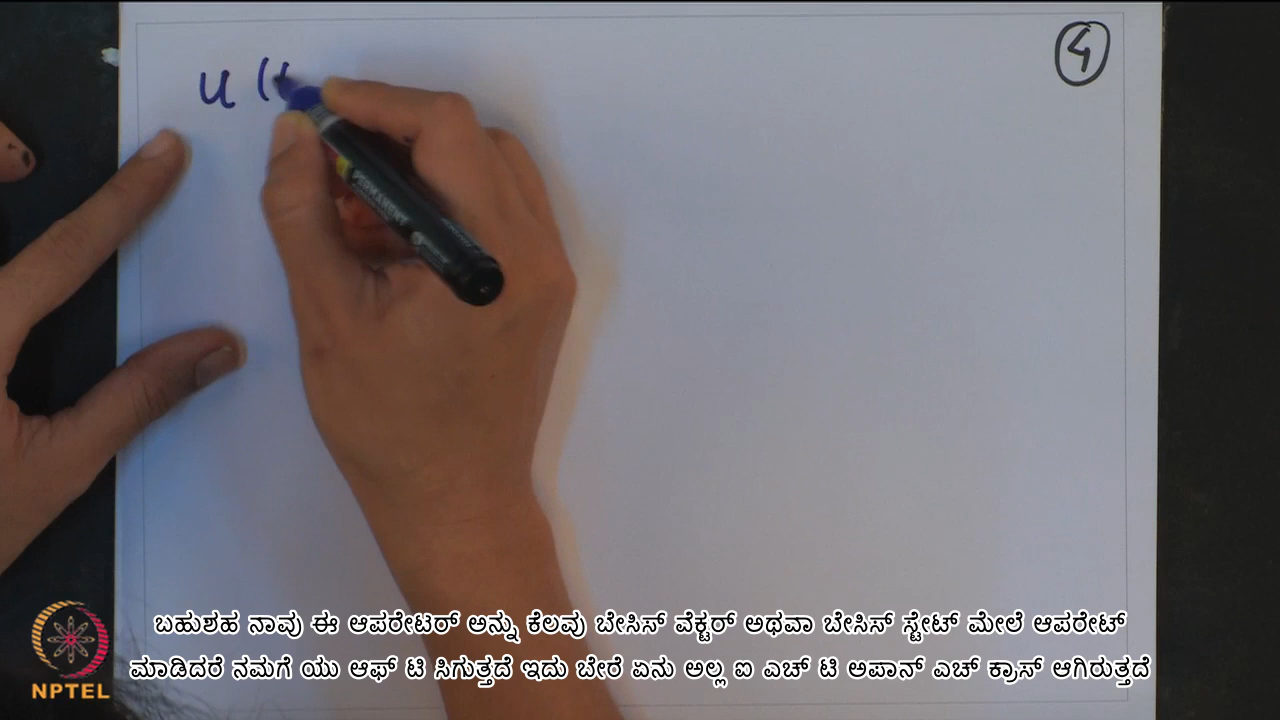 4
u (t
PERMANENT
ಬಹುಶಹ ನಾವು ಈ ಆಪರೇಟರ್ ಅನ್ನು ಕೆಲವು ಬೇಸಿಸ್ ವೆಕ್ಟರ್ ಅಥವಾ ಬೇಸಿಸ್ ಸ್ಟೇಟ್ ಮೇಲೆ ಆಪರೇಟ್
ಮಾಡಿದರೆ ನಮಗೆ ಯು ಆಫ್ ಟಿ ಸಿಗುತ್ತದೆ ಇದು ಬೇರೆ ಏನು ಅಲ್ಲ ಐ ಎಚ್ ಟಿ ಅಪಾನ್ ಎಚ್ ಕ್ರಾಸ್ ಆಗಿರುತ್ತದೆ
NPTEL